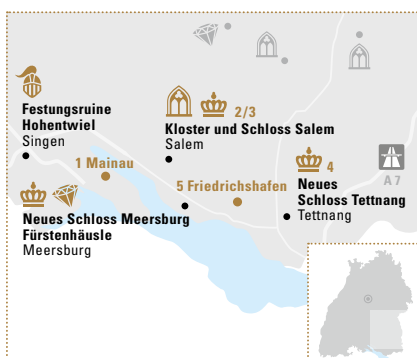 2/3
Festungsruine
Hohentwiel
Singen
Kloster und Schloss Salem
Salem
1 Mainau
4
Neues
Schloss Tettnang
Tettnang
A 7
5 Friedrichshafen
Neues Schloss Meersburg
Fürstenhäusle
Meersburg